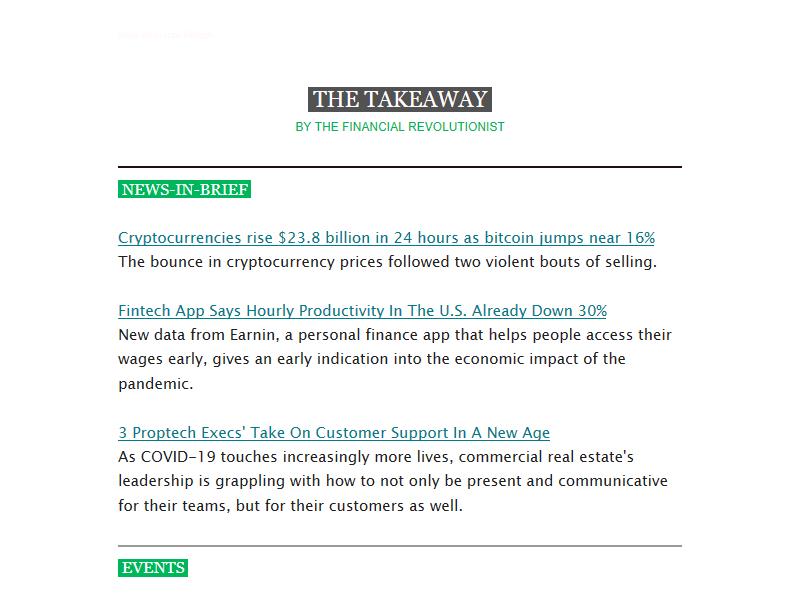 THE TAKEAWAY
BY THE FINANCIAL REVOLUTIONIST
NEWS-IN-BRIEF
Cryptocurrencies rise $23.8 billion in 24 hours as bitcoin jumps near 16%
The bounce in cryptocurrency prices followed two violent bouts of selling.
Fintech App Says Hourly Productivity In The U.S. Already Down 30%
New data from Earnin, a personal finance app that helps people access their
wages early, gives an early indication into the economic impact of the
pandemic.
3 Proptech Execs' Take On Customer Support In A New Age
As COVID-19 touches increasingly more lives, commercial real estate's
leadership is grappling with how to not only be present and communicative
for their teams, but for their customers as well.
EVENTS